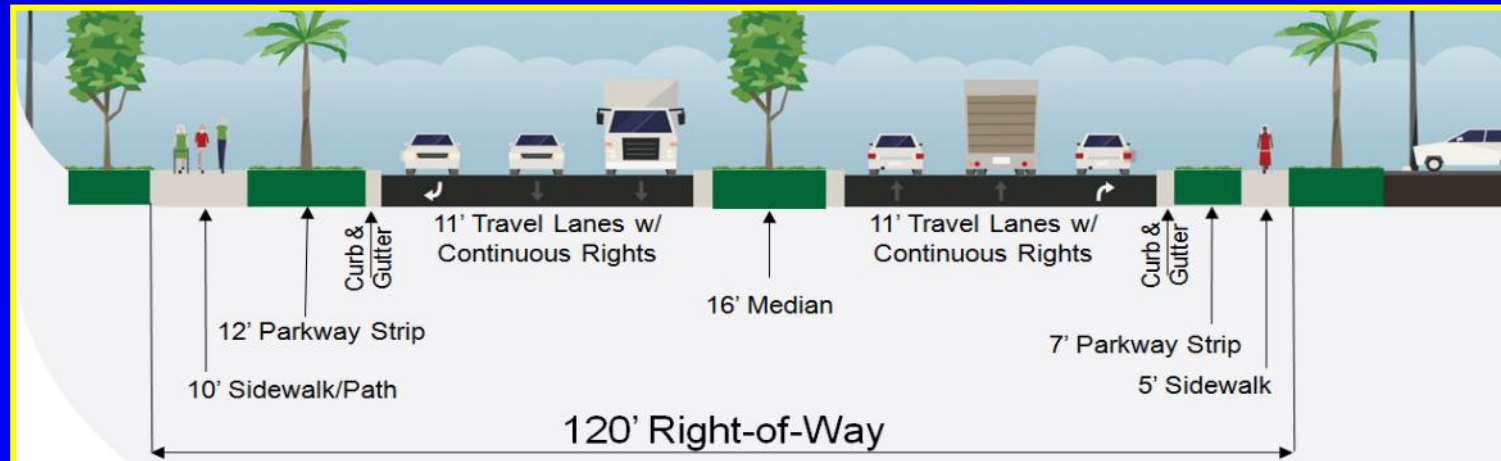 11’ Travel Lanes w/
Continuous Rights
11’ Travel Lanes w/
Continuous Rights
Curb &
Gutter
Curb &
Gutter
16’ Median
12’ Parkway Strip
7’ Parkway Strip
10’ Sidewalk/Path
5’ Sidewalk
120’ Right-of-Way